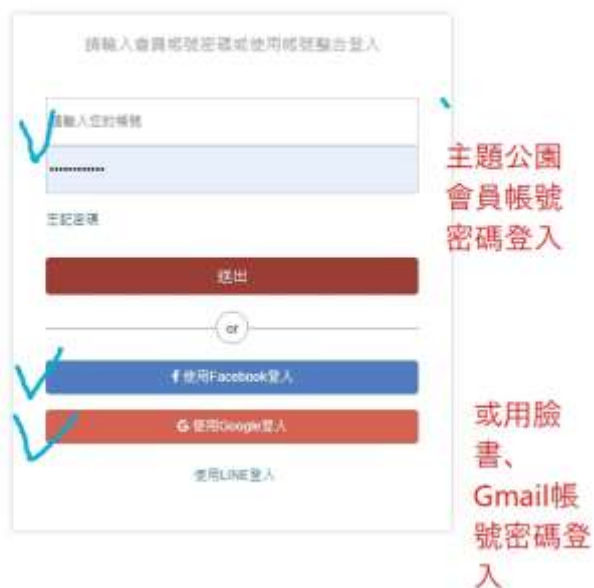 請輸入會員帳號密碼或使用帳號整合登入
請輸入您的帳號
••••••••••••
忘記密碼
送出
or
f 使用Facebook登入
G 使用Google登入
使用LINE登入
主題公園
會員帳號
密碼登入
或用臉
書、
Gmail帳
號密碼登
入